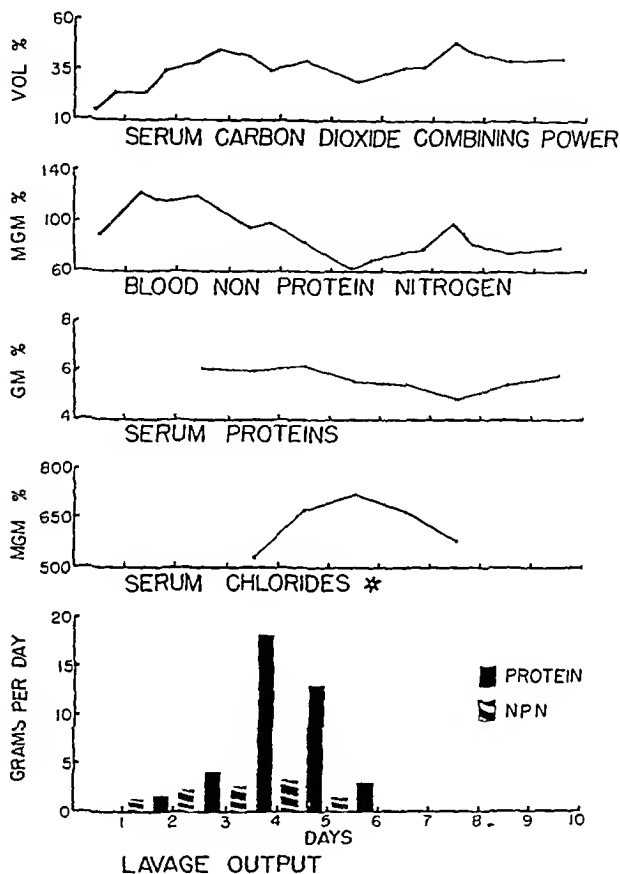 60
VOL %
35
10
SERUM CARBON DIOXIDE COMBINING POWER
140
MGM %
100
60
BLOOD NON PROTEIN NITROGEN
8
GM %
6
4
SERUM PROTEINS
800
MGM %
650
500
SERUM CHLORIDES *
20
GRAMS PER DAY
15
10
5
0
PROTEIN
NPN
1 2 3 4 5 6 7 8 9 10
DAYS
LAVAGE OUTPUT